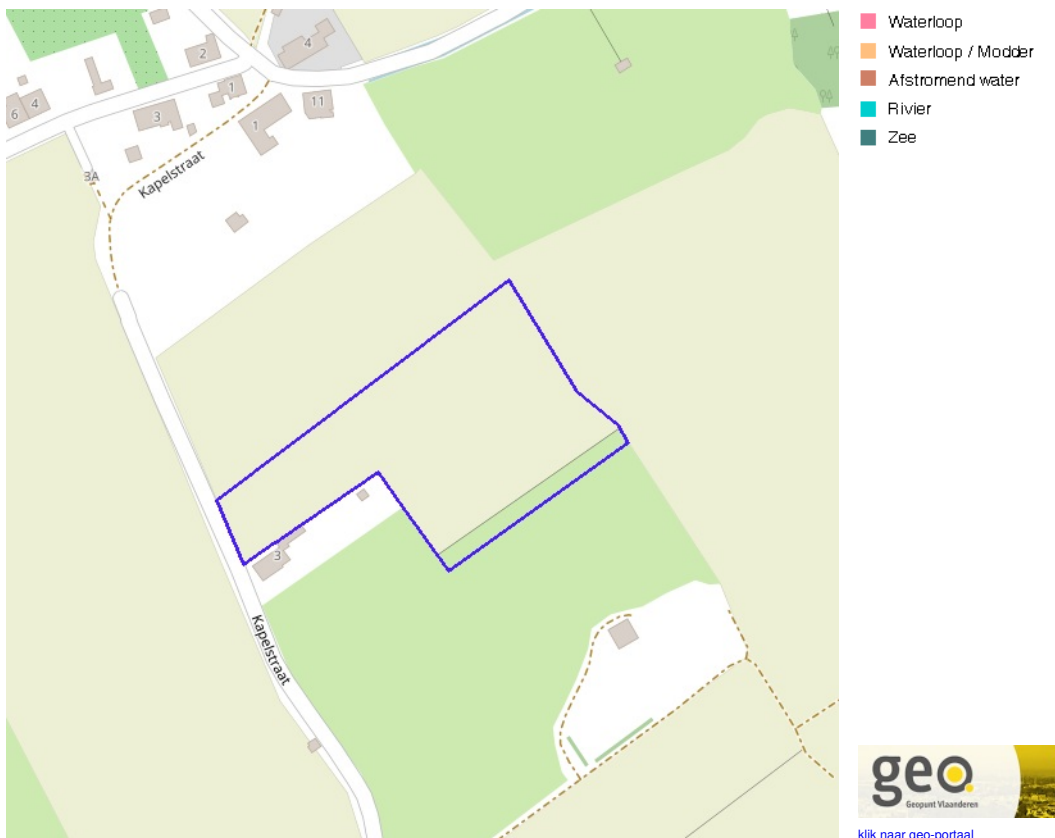 2
4
6
4
3
1
1
11
3A
Kapelstraat
3
Kapelstraat
Waterloop
Waterloop / Modder
Afstromend water
Rivier
Zee
geo.
Geopunt Vlaanderen
klik naar geo-portaal